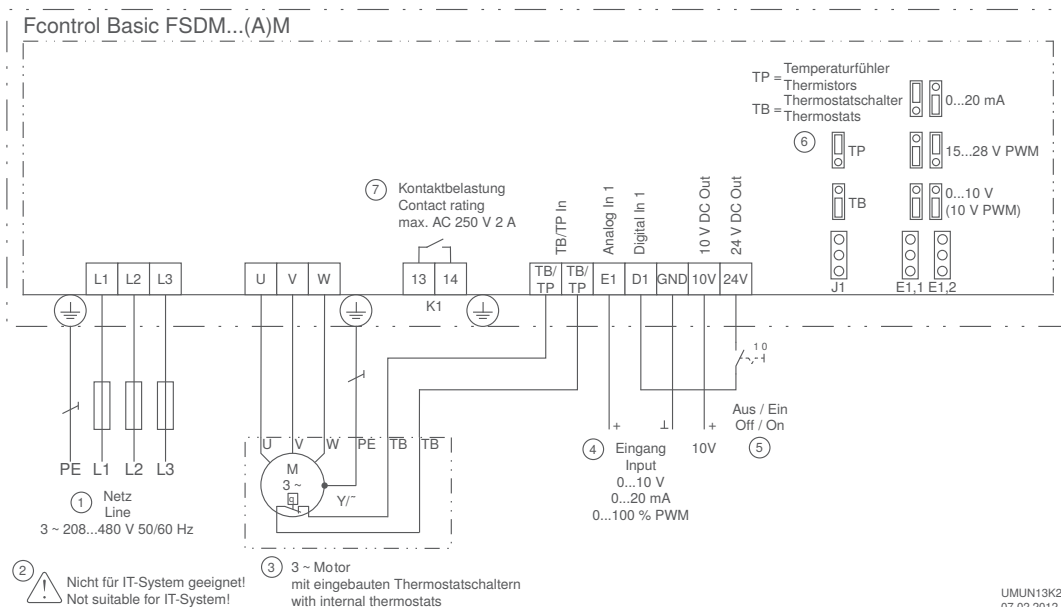 Fcontrol Basic FSDM...(A)M
TP =
Temperaturfühler
Thermistors
TB =
Thermostatschalter
Thermostats
0...20 mA
6
TP
15...28 V PWM
TB
0...10 V
(10 V PWM)
J1
E1,1
E1,2
7
Kontaktbelastung
Contact rating
max. AC 250 V 2 A
TB/TP In
Analog In 1
Digital In 1
10 V DC Out
24 V DC Out
L1 L2 L3
U V W
13 14
K1
TB/
TP
TB/
TP
E1
D1
GND
10V
24V
1 0
Aus / Ein
Off / On
5
+
⊥
+
4
Eingang
Input
0...10 V
0...20 mA
0...100 % PWM
10V
PE L1 L2 L3
1
Netz
Line
3 ~ 208...480 V 50/60 Hz
U V W PE TB TB
M
3 ~
Y/
2
Nicht für IT-System geeignet!
Not suitable for IT-System!
3
3 ~ Motor
mit eingebauten Thermostatschaltern
with internal thermostats
UMUN13K2
07.02.2012